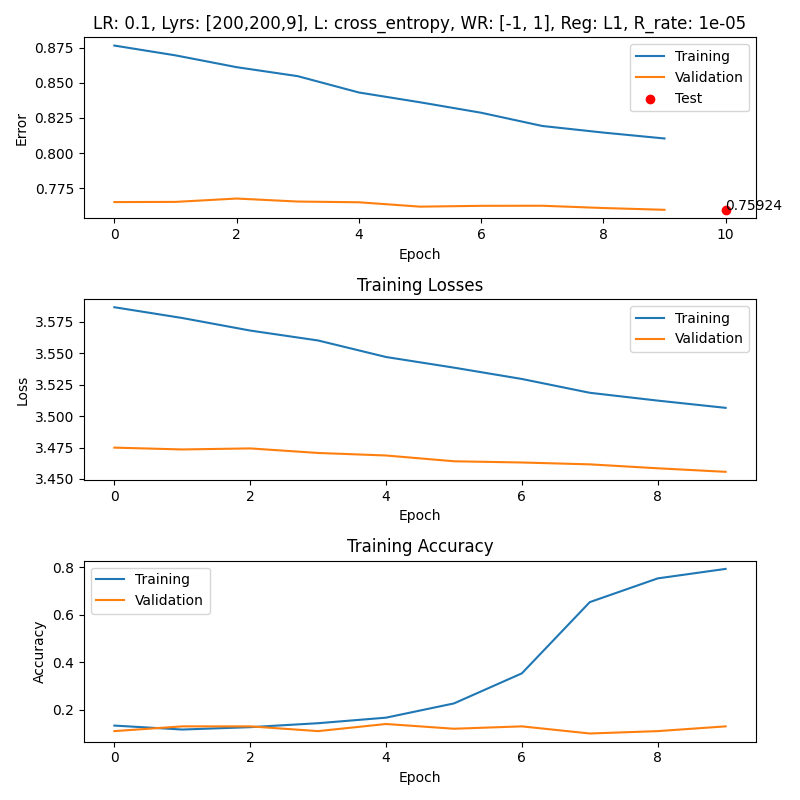 LR: 0.1, Lyrs: [200,200,9], L: cross_entropy, WR: [-1, 1], Reg: L1, R_rate: 1e-05
0.875
0.850
0.825
0.800
0.775
Error
Training
Validation
Test
0.75924
0 2 4 6 8 10
Epoch
Training Losses
3.575
3.550
3.525
3.500
3.475
3.450
Loss
Training
Validation
0 2 4 6 8
Epoch
Training Accuracy
0.8
0.6
0.4
0.2
Accuracy
Training
Validation
0 2 4 6 8
Epoch